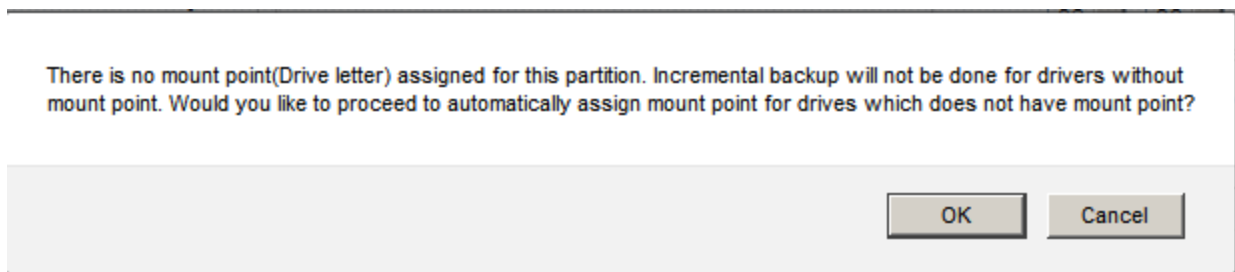 There is no mount point(Drive letter) assigned for this partition. Incremental backup will not be done for drivers without
mount point. Would you like to proceed to automatically assign mount point for drives which does not have mount point?
OK
Cancel